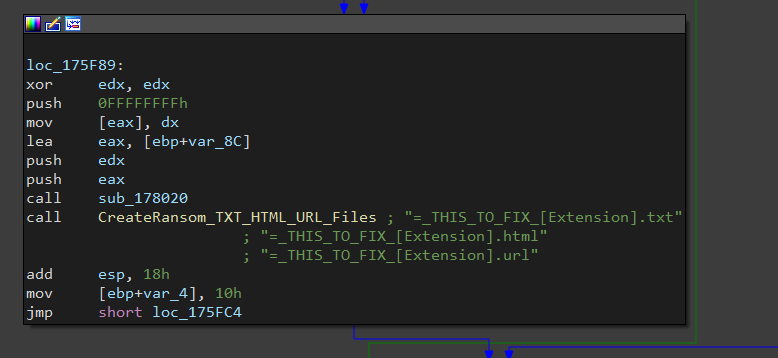 loc_175F89:
xor     edx, edx
push    0FFFFFFFFh
mov     [eax], dx
lea     eax, [ebp+var_8C]
push    edx
push    eax
call    sub_178020
call    CreateRansom_TXT_HTML_URL_Files ; "=_THIS_TO_FIX_[Extension].txt"
; "=_THIS_TO_FIX_[Extension].html"
; "=_THIS_TO_FIX_[Extension].url"
add     esp, 18h
mov     [ebp+var_4], 10h
jmp     short loc_175FC4